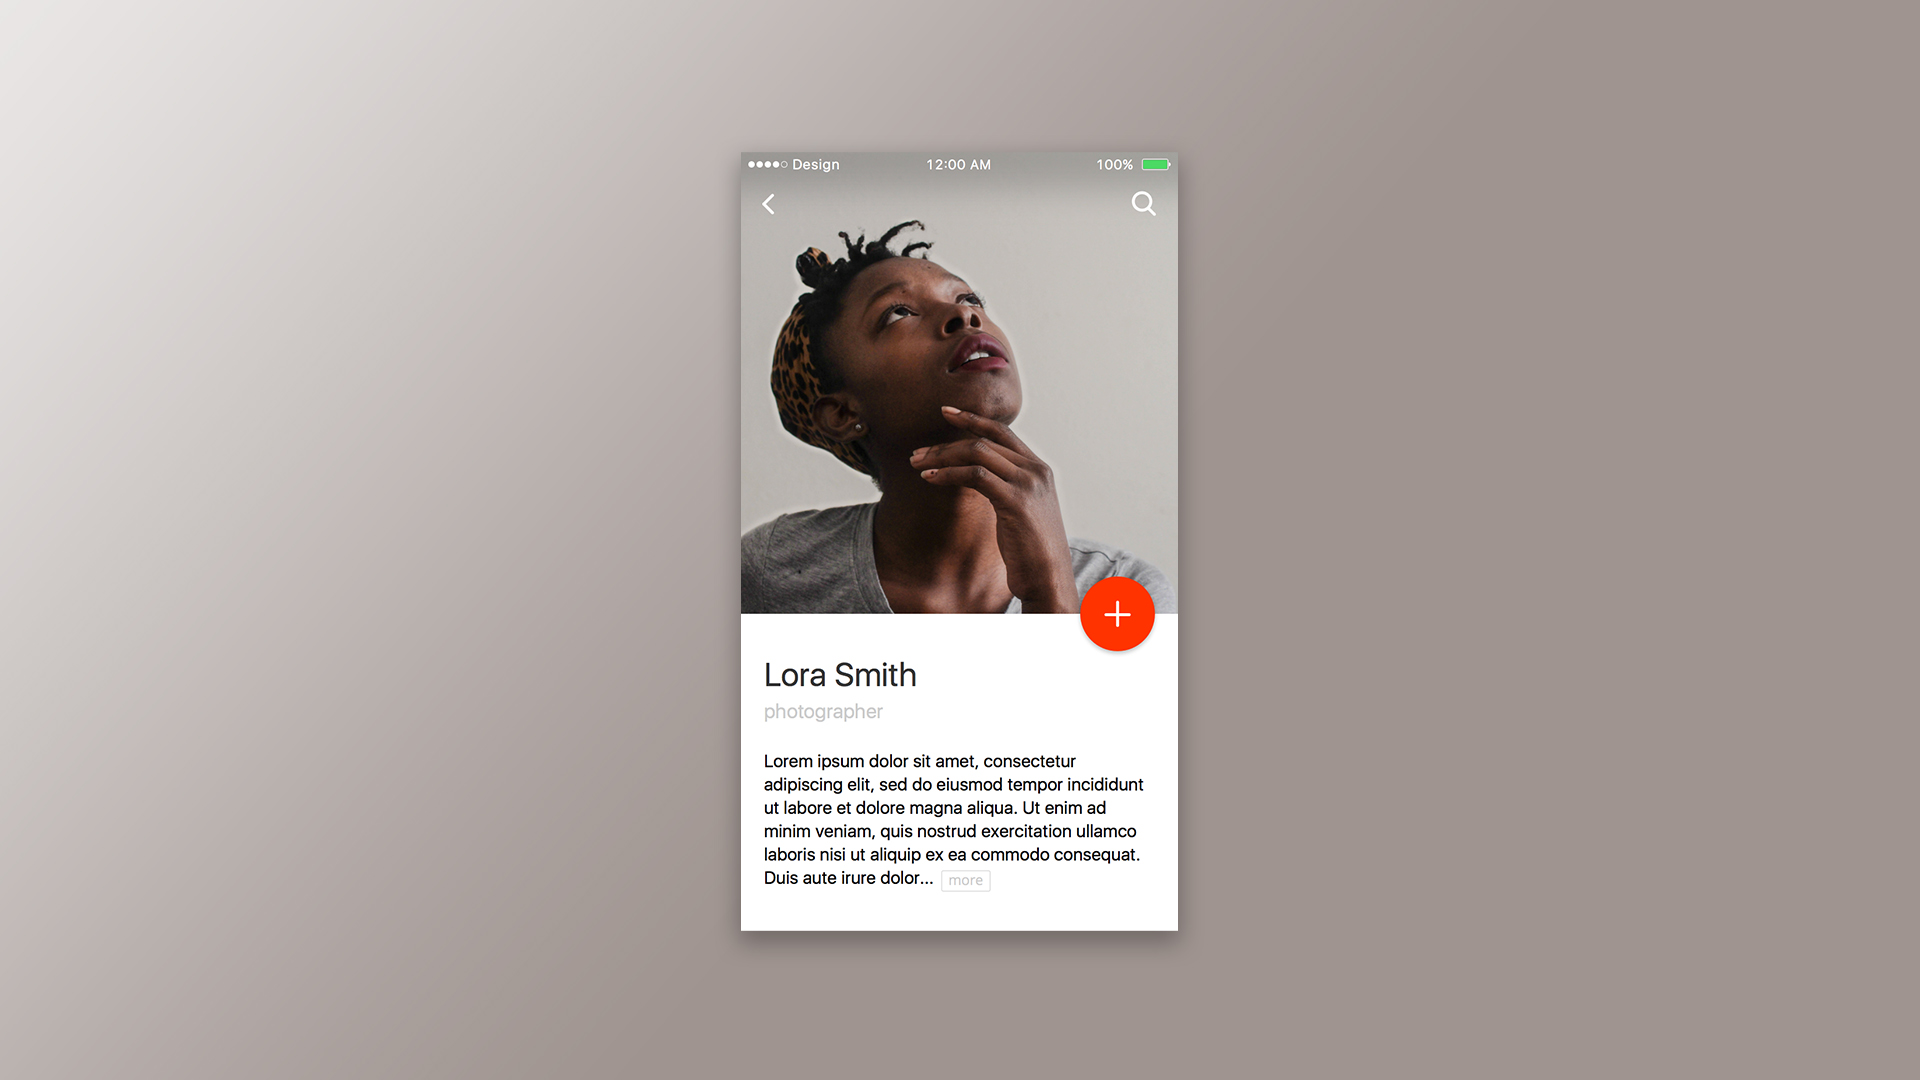 Design 12:00 AM 100%
Lora Smith
photographer
Lorem ipsum dolor sit amet, consectetur
adipiscing elit, sed do eiusmod tempor incididunt
ut labore et dolore magna aliqua. Ut enim ad
minim veniam, quis nostrud exercitation ullamco
laboris nisi ut aliquip ex ea commodo consequat.
Duis aute irure dolor... more